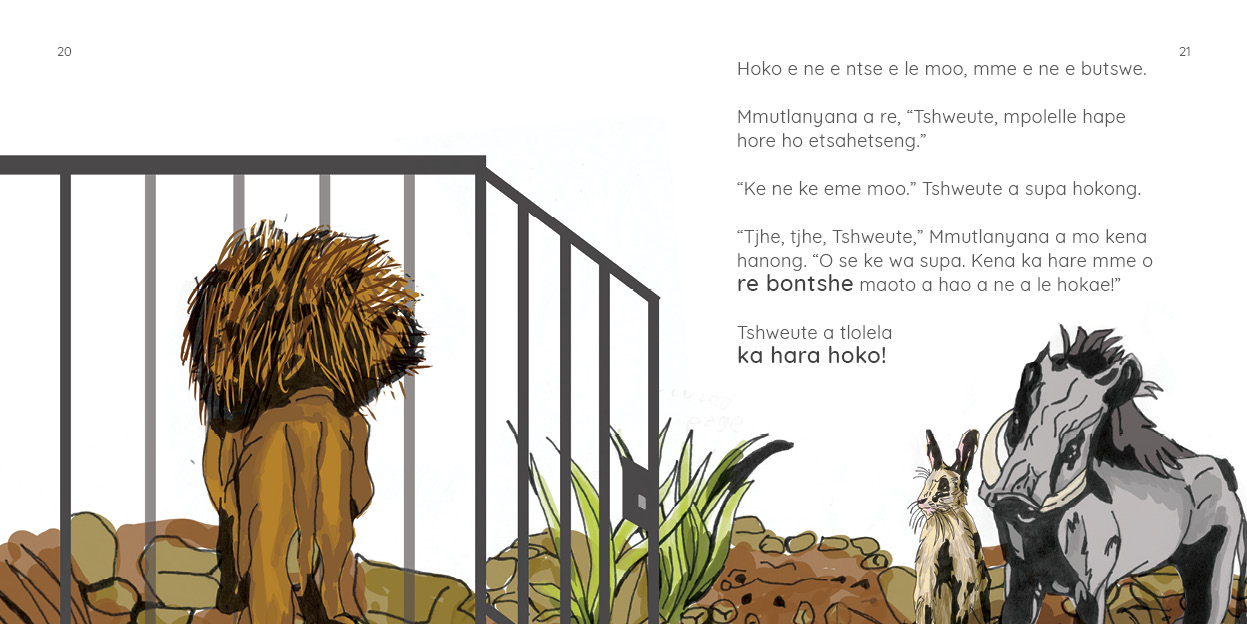 20
21
Hoko e ne e ntse e le moo, mme e ne e butswe.
Mmutlanyana a re, “Tshweute, mpolelle hape
hore ho etsahetseng.”
“Ke ne ke eme moo.” Tshweute a supa hokong.
“Tjhe, tjhe, Tshweute,” Mmutlanyana a mo kena
hanong. “O se ke wa supa. Kena ka hare mme o
re bontshe maoto a hao a ne a le hokae!”
Tshweute a tlolela
ka hara hoko!